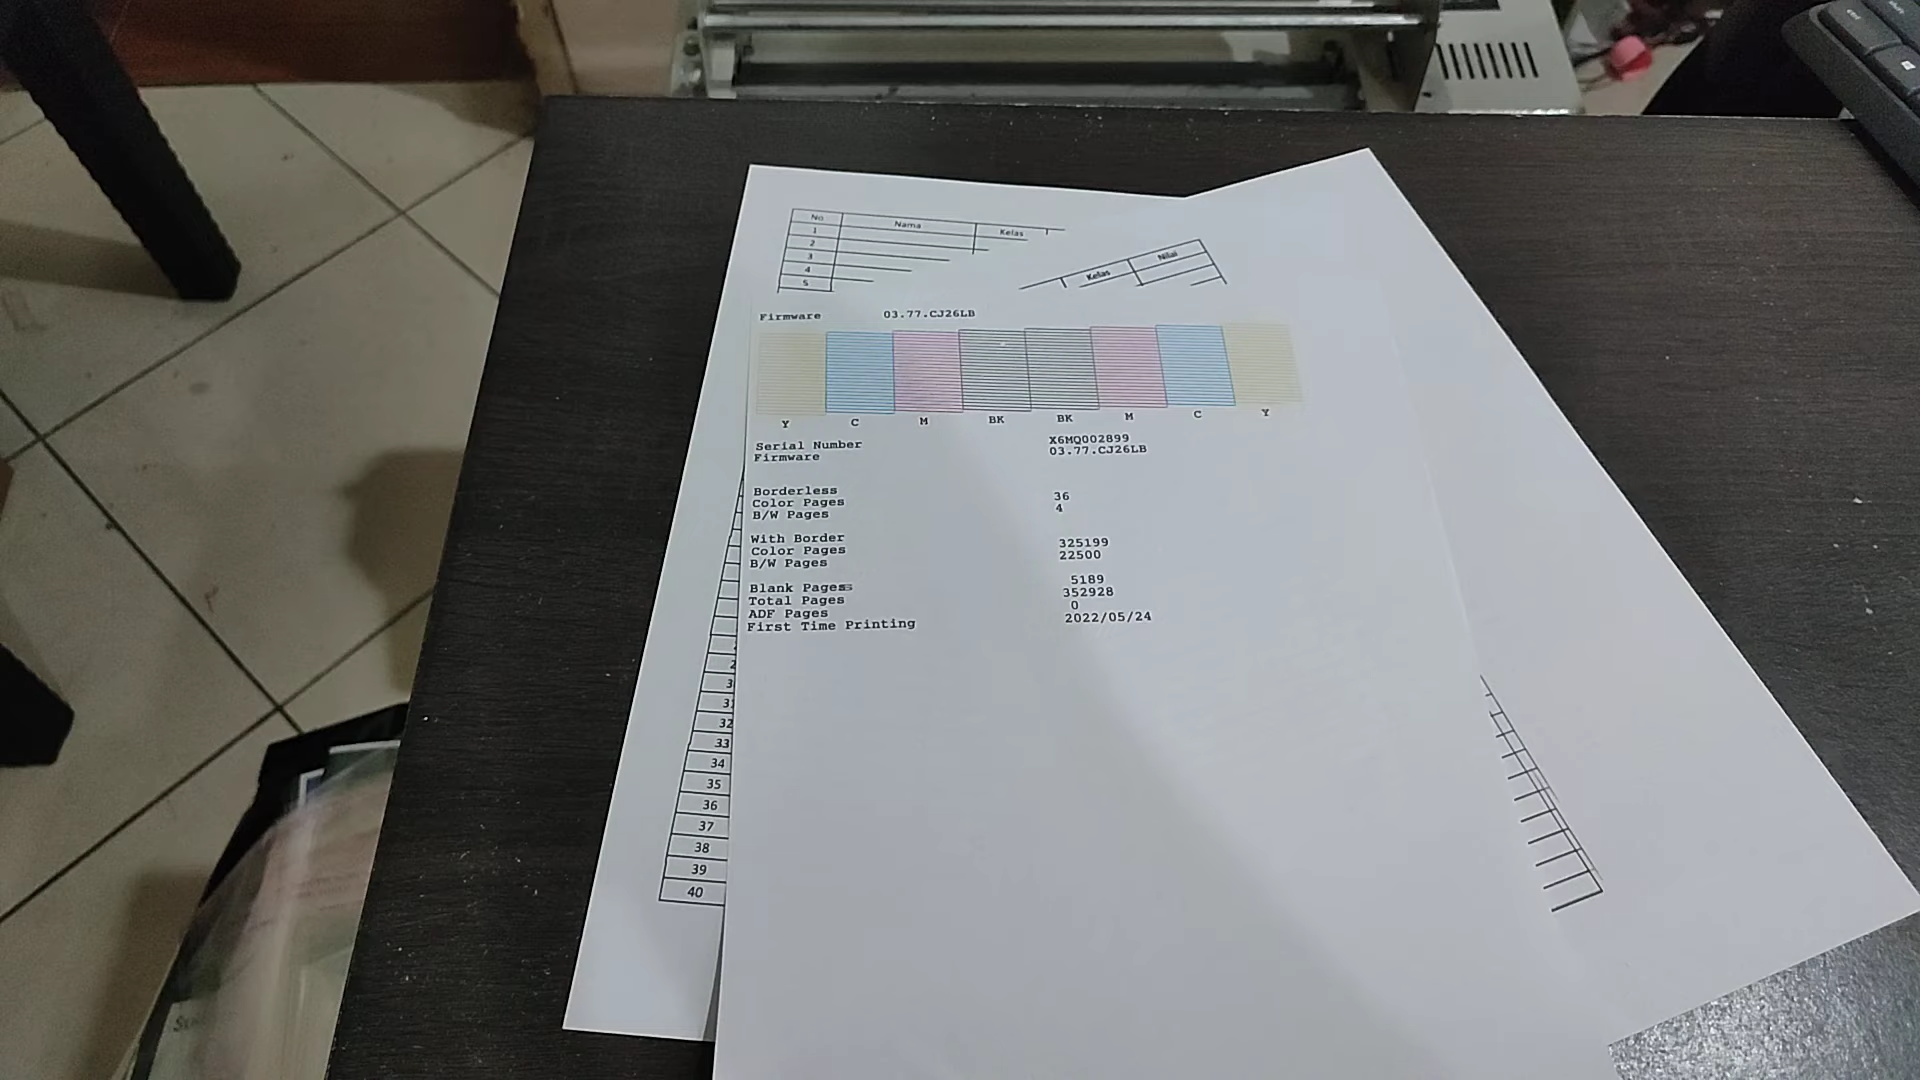 No Nama Kelas
1
2
3
4
5
Kelas Nilai
Firmware 03.77.CJ26LB
Y C M BK BK M C Y
Serial Number X6MQ002899
Firmware 03.77.CJ26LB
Borderless
Color Pages 36
B/W Pages 4
With Border
Color Pages 325199
B/W Pages 22500
Blank Pages 5189
Total Pages 352928
ADF Pages 0
First Time Printing 2022/05/24
32
33
34
35
36
37
38
39
40